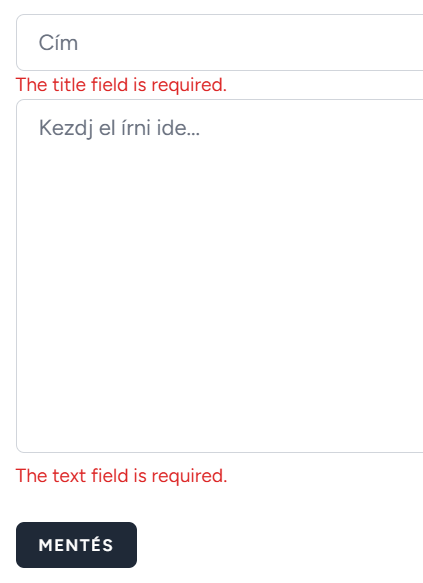 Cím
The title field is required.
Kezdj el írni ide...
The text field is required.
MENTÉS